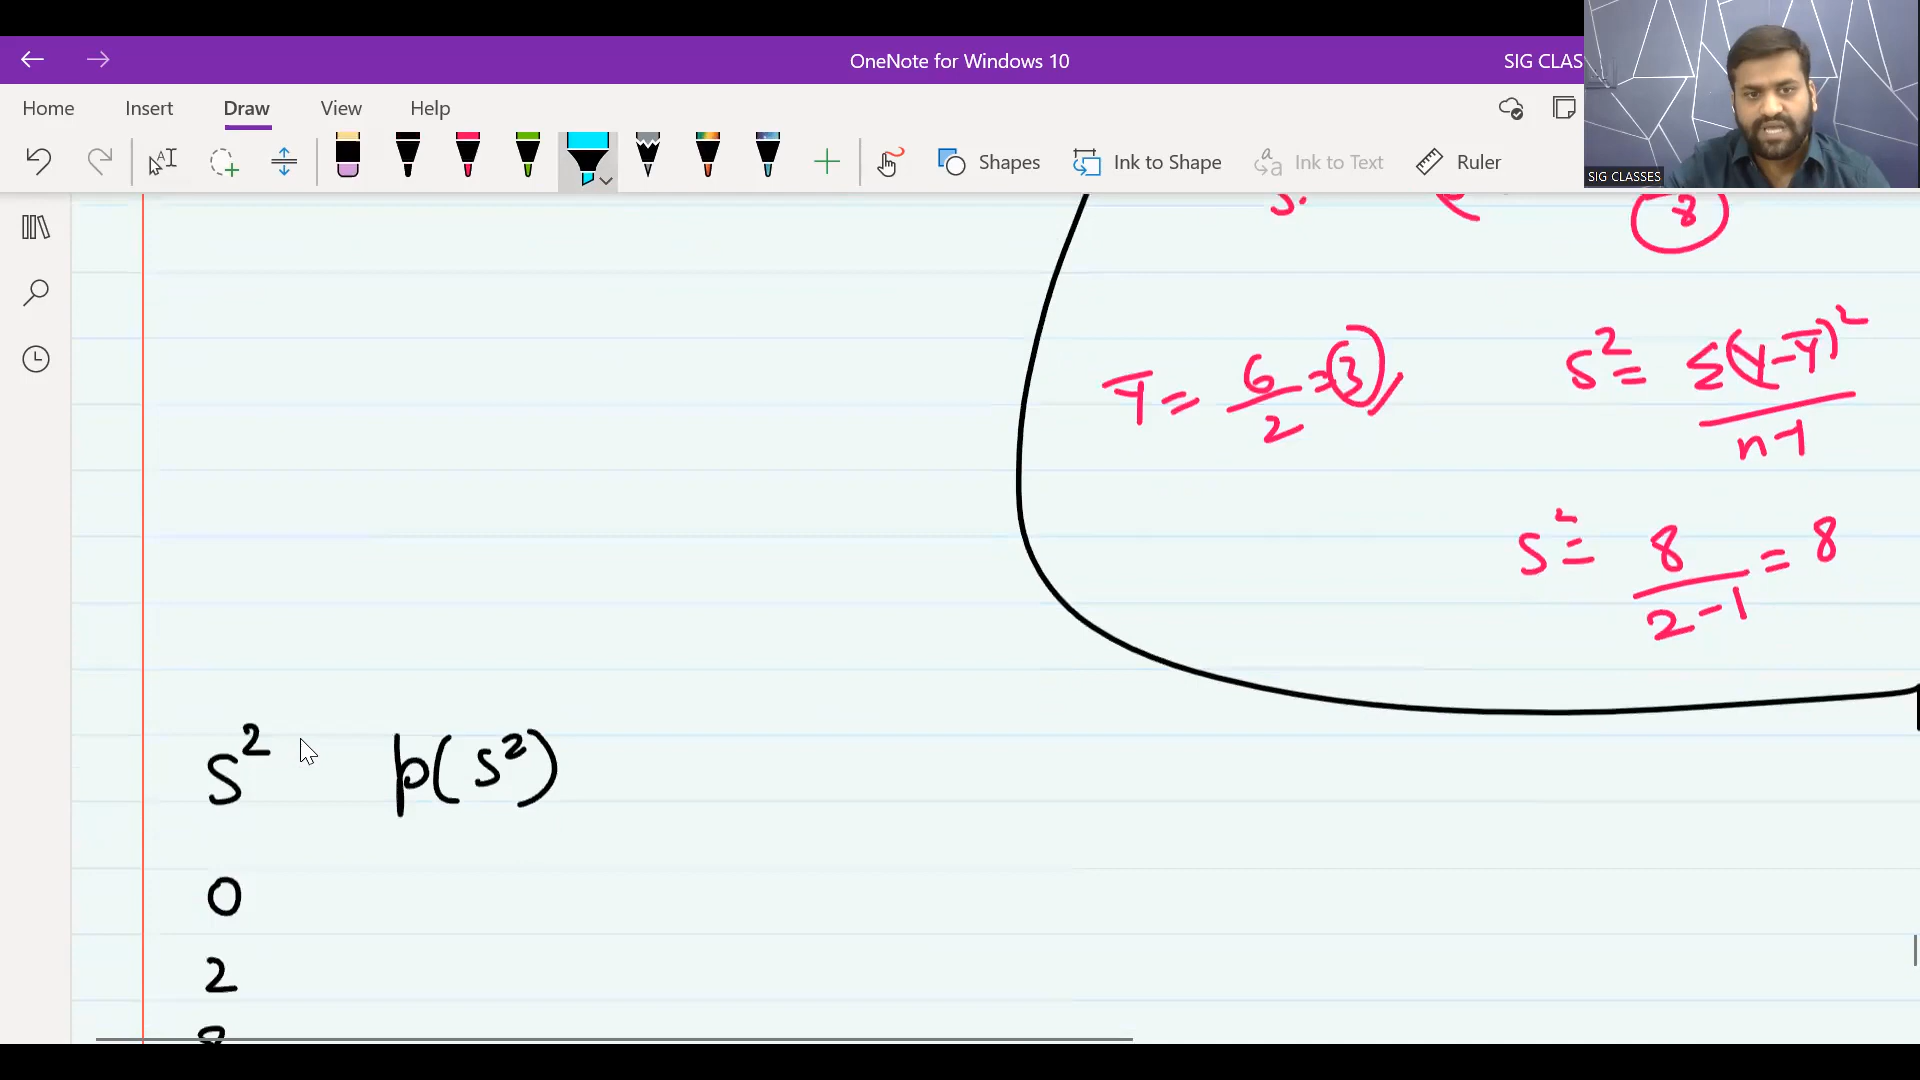 OneNote for Windows 10
SIG CLAS
Home Insert Draw View Help
Shapes Ink to Shape Ink to Text Ruler
SIG CLASSES
8
Ȳ = 6/2 = 3
S² = Σ(Y-Ȳ)²/n-1
S² = 8/2-1 = 8
S² p(S²)
0
2